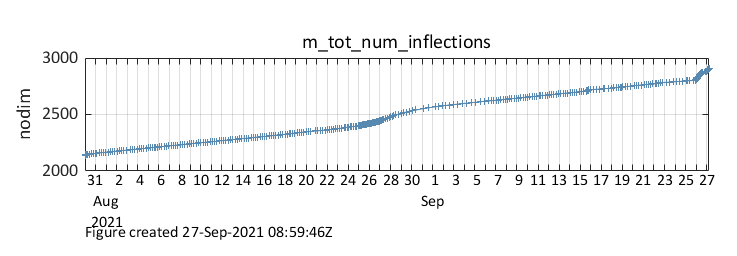 m_tot_num_inflections
3000
2500
2000
nodim
31 2 4 6 8 10 12 14 16 18 20 22 24 26 28 30 1 3 5 7 9 11 13 15 17 19 21 23 25 27
Aug Sep
2021
Figure created 27-Sep-2021 08:59:46Z